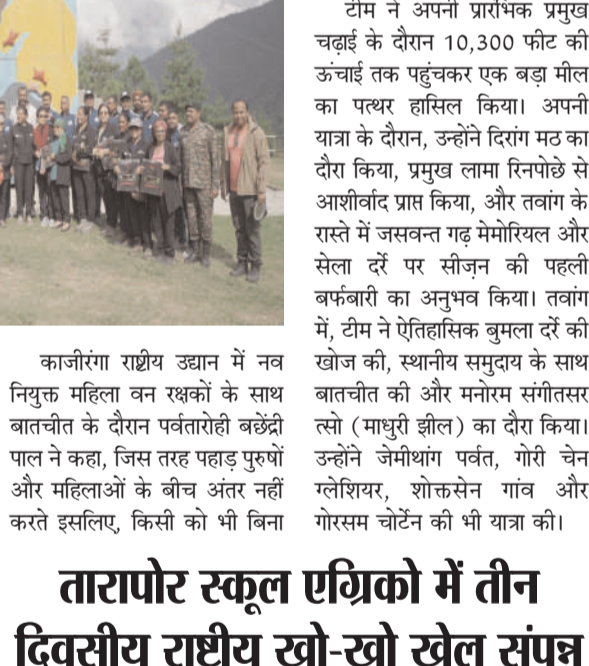 काजीरंगा राष्ट्रीय उद्यान में नव
नियुक्त महिला वन रक्षकों के साथ
बातचीत के दौरान पर्वतारोही बछेंद्री
पाल ने कहा, जिस तरह पहाड़ पुरुषों
और महिलाओं के बीच अंतर नहीं
करते इसलिए, किसी को भी बिना
टीम ने अपनी प्रारंभिक प्रमुख
चढ़ाई के दौरान 10,300 फीट की
ऊंचाई तक पहुंचकर एक बड़ा मील
का पत्थर हासिल किया। अपनी
यात्रा के दौरान, उन्होंने दिरांग मठ का
दौरा किया, प्रमुख लामा रिनपोछे से
आशीर्वाद प्राप्त किया, और तवांग के
रास्ते में जसवन्त गढ़ मेमोरियल और
सेला दर्रे पर सीज़न की पहली
बर्फबारी का अनुभव किया। तवांग
में, टीम ने ऐतिहासिक बुमला दर्रे की
खोज की, स्थानीय समुदाय के साथ
बातचीत की और मनोरम संगीतसर
त्सो (माधुरी झील) का दौरा किया।
उन्होंने जेमीथांग पर्वत, गोरी चेन
ग्लेशियर, शोक्तसेन गांव और
गोरसम चोर्टेन की भी यात्रा की।
तारापोर स्कूल एग्रिको में तीन
दिवसीय राष्टीय खो-खो खेल संपन्न